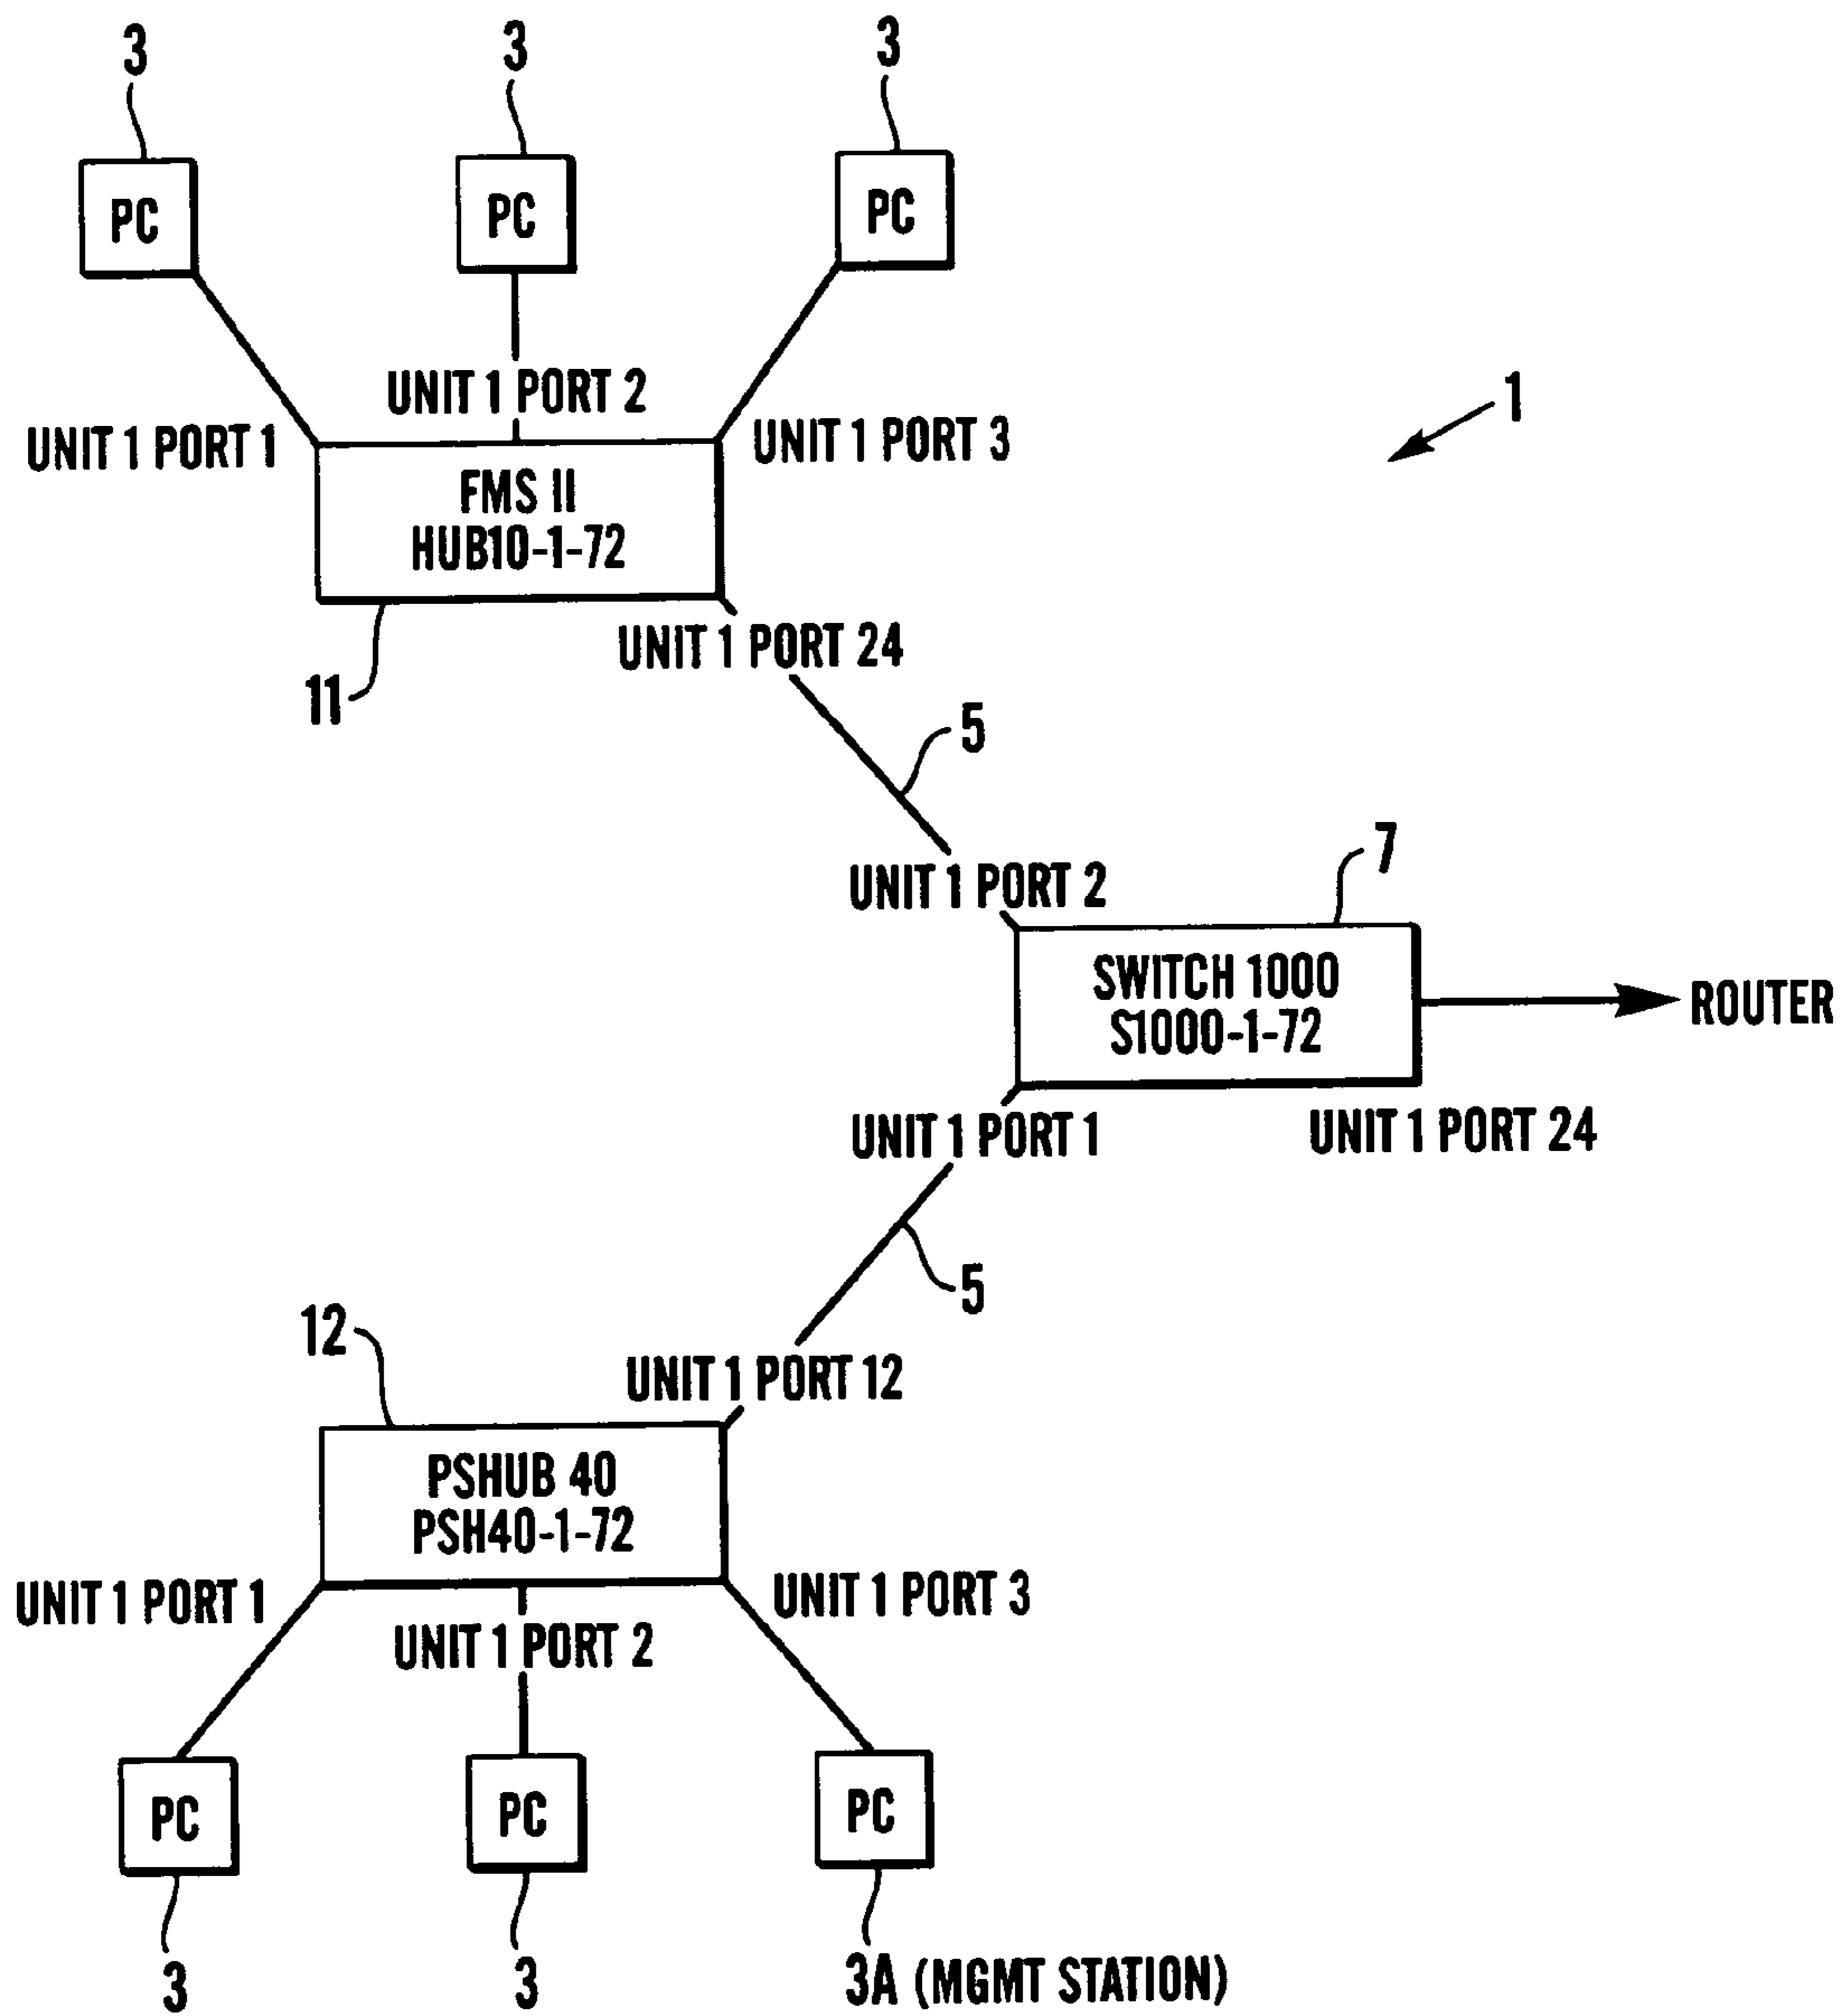 3
3
3
PC
PC
PC
1
UNIT 1 PORT 2
UNIT 1 PORT 1
UNIT 1 PORT 3
FMS II
HUB10-1-72
UNIT 1 PORT 24
11
5
7
UNIT 1 PORT 2
SWITCH 1000
S1000-1-72
ROUTER
UNIT 1 PORT 1
UNIT 1 PORT 24
5
12
UNIT 1 PORT 12
PSHUB 40
PSH40-1-72
UNIT 1 PORT 1
UNIT 1 PORT 3
UNIT 1 PORT 2
PC
PC
PC
3
3
3A (MGMT STATION)